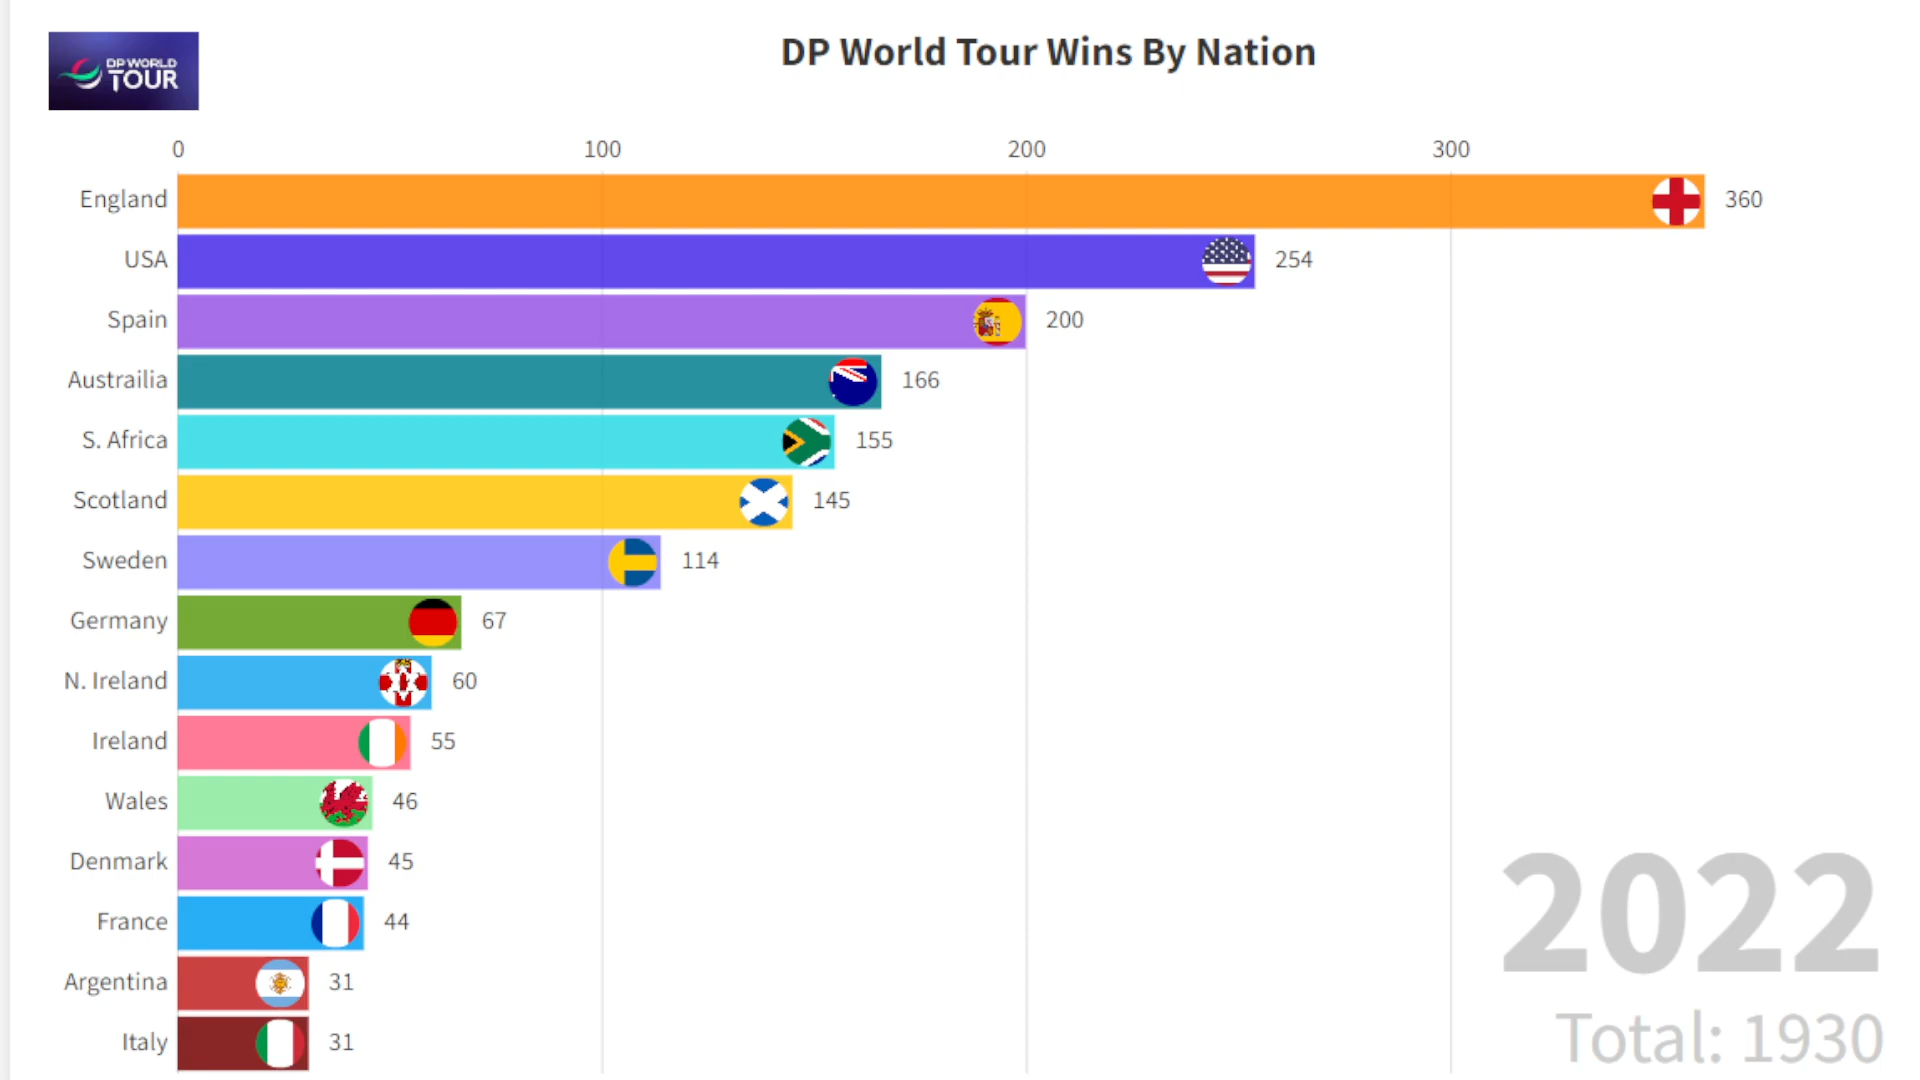 DP World Tour Wins By Nation
DP WORLD
TOUR
0 100 200 300
England 360
USA 254
Spain 200
Austrailia 166
S. Africa 155
Scotland 145
Sweden 114
Germany 67
N. Ireland 60
Ireland 55
Wales 46
Denmark 45
France 44
Argentina 31
Italy 31
2022
Total: 1930